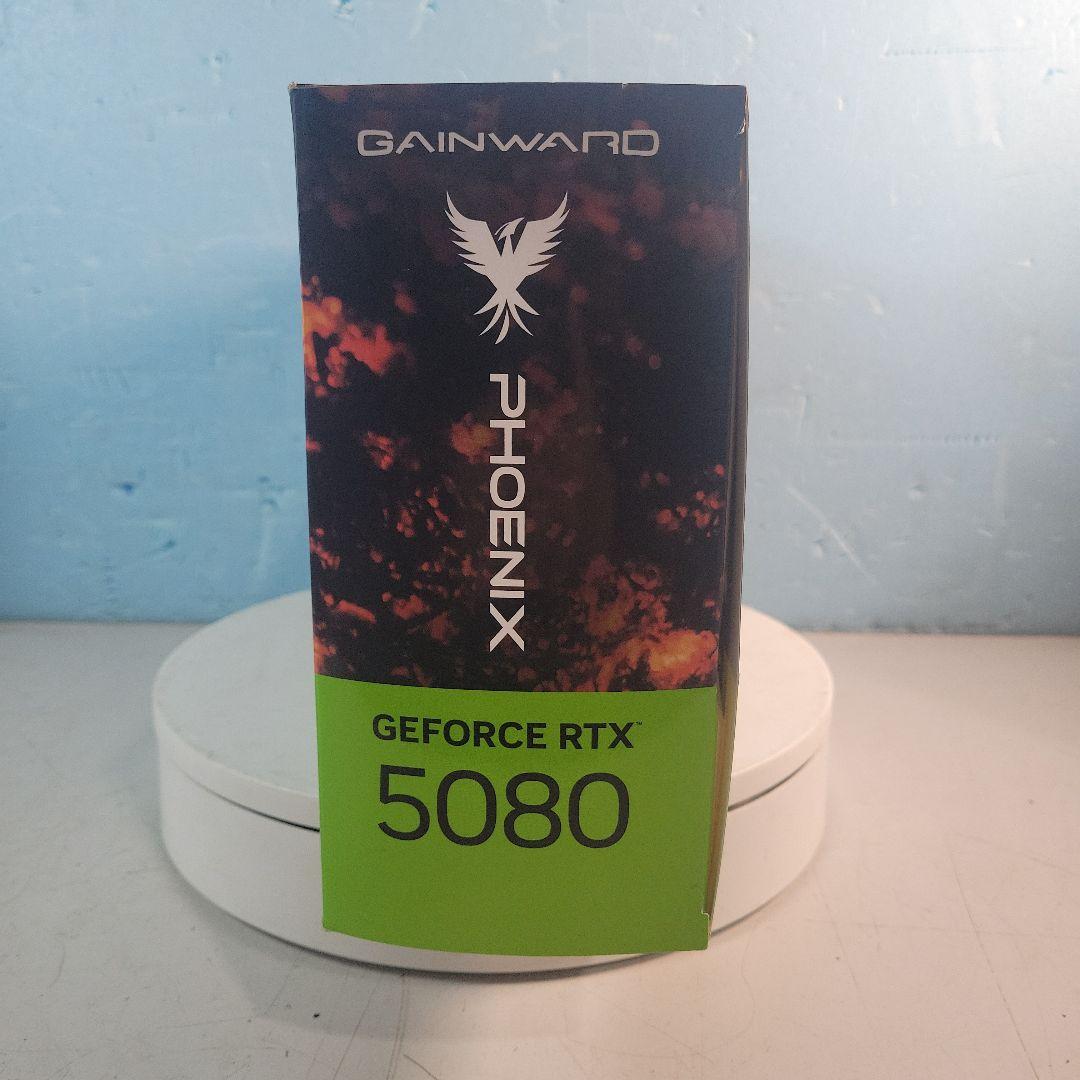 GAINWARD
PHOENIX
GEFORCE RTX™
5080